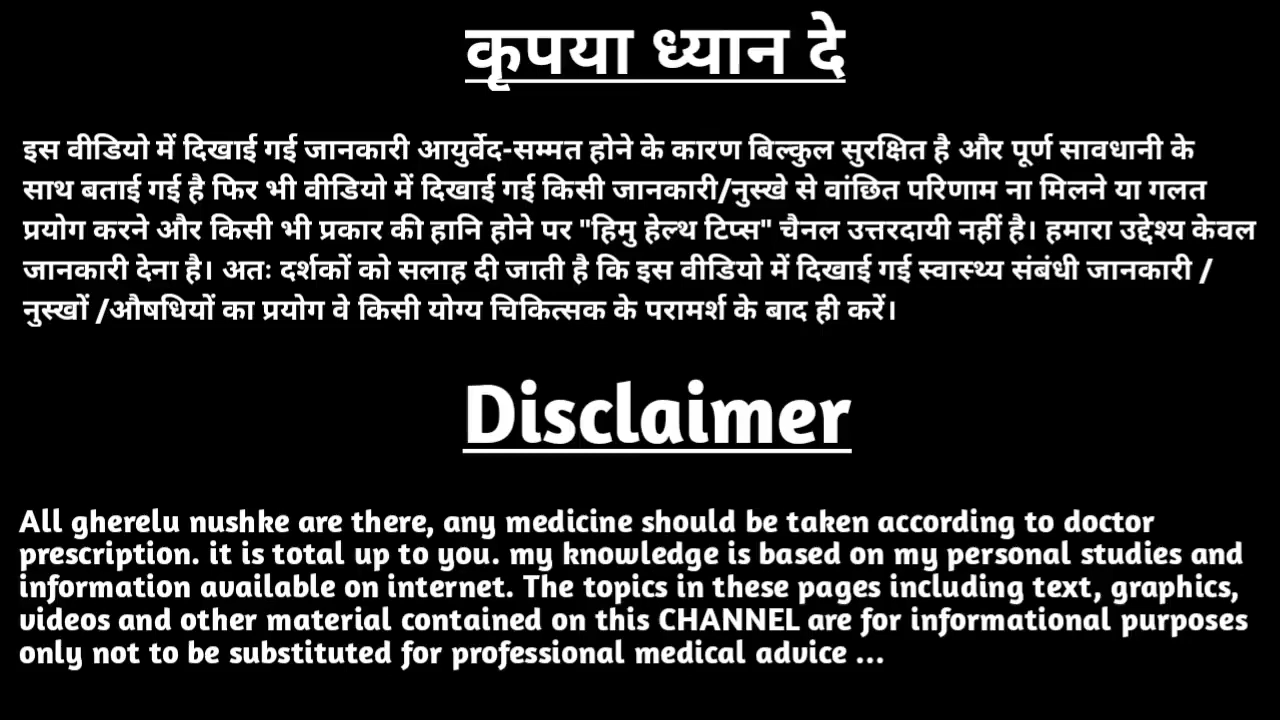 कृपया ध्यान दे
इस वीडियो में दिखाई गई जानकारी आयुर्वेद-सम्मत होने के कारण बिल्कुल सुरक्षित है और पूर्ण सावधानी के
साथ बताई गई है फिर भी वीडियो में दिखाई गई किसी जानकारी/नुस्खे से वांछित परिणाम ना मिलने या गलत
प्रयोग करने और किसी भी प्रकार की हानि होने पर "हिमु हेल्थ टिप्स" चैनल उत्तरदायी नहीं है। हमारा उद्देश्य केवल
जानकारी देना है। अतः दर्शकों को सलाह दी जाती है कि इस वीडियो में दिखाई गई स्वास्थ्य संबंधी जानकारी /
नुस्खों /औषधियों का प्रयोग वे किसी योग्य चिकित्सक के परामर्श के बाद ही करें।
Disclaimer
All gherelu nushke are there, any medicine should be taken according to doctor
prescription. it is total up to you. my knowledge is based on my personal studies and
information available on internet. The topics in these pages including text, graphics,
videos and other material contained on this CHANNEL are for informational purposes
only not to be substituted for professional medical advice ...